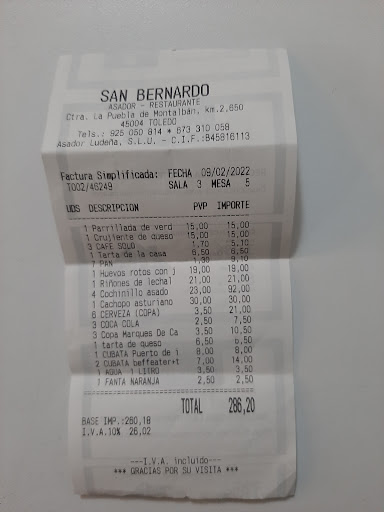 SAN BERNARDO
ASADOR - RESTAURANTE
Ctra. La Puebla de Montalbán, km.2,650
45004 TOLEDO
Tels.: 925 050 814 * 673 310 058
Asador Ludeña, S.L.U. - C.I.F.:B45816113
Factura Simplificada: FECHA 09/02/2022
T002/46249 SALA 3 MESA 5
UDS DESCRIPCION PVP IMPORTE
1 Parrillada de verd 15,00 15,00
1 Crujiente de queso 15,00 15,00
3 CAFE SOLO 1,70 5,10
1 Tarta de la casa 6,50 6,50
7 PAN 1,30 9,10
1 Huevos rotos con j 19,00 19,00
1 Riñones de lechal 21,00 21,00
4 Cochinillo asado 23,00 92,00
1 Cachopo asturiano 30,00 30,00
6 CERVEZA (COPA) 3,50 21,00
3 COCA COLA 2,50 7,50
3 Copa Marques De Ca 3,50 10,50
1 tarta de queso 6,50 6,50
1 CUBATA Puerto de i 8,00 8,00
2 CUBATA beffeater+t 7,00 14,00
1 AGUA 1 LITRO 3,50 3,50
1 FANTA NARANJA 2,50 2,50
TOTAL 286,20
BASE IMP.:260,18
I.V.A.10% 26,02
---I.V.A. incluido---
*** GRACIAS POR SU VISITA ***